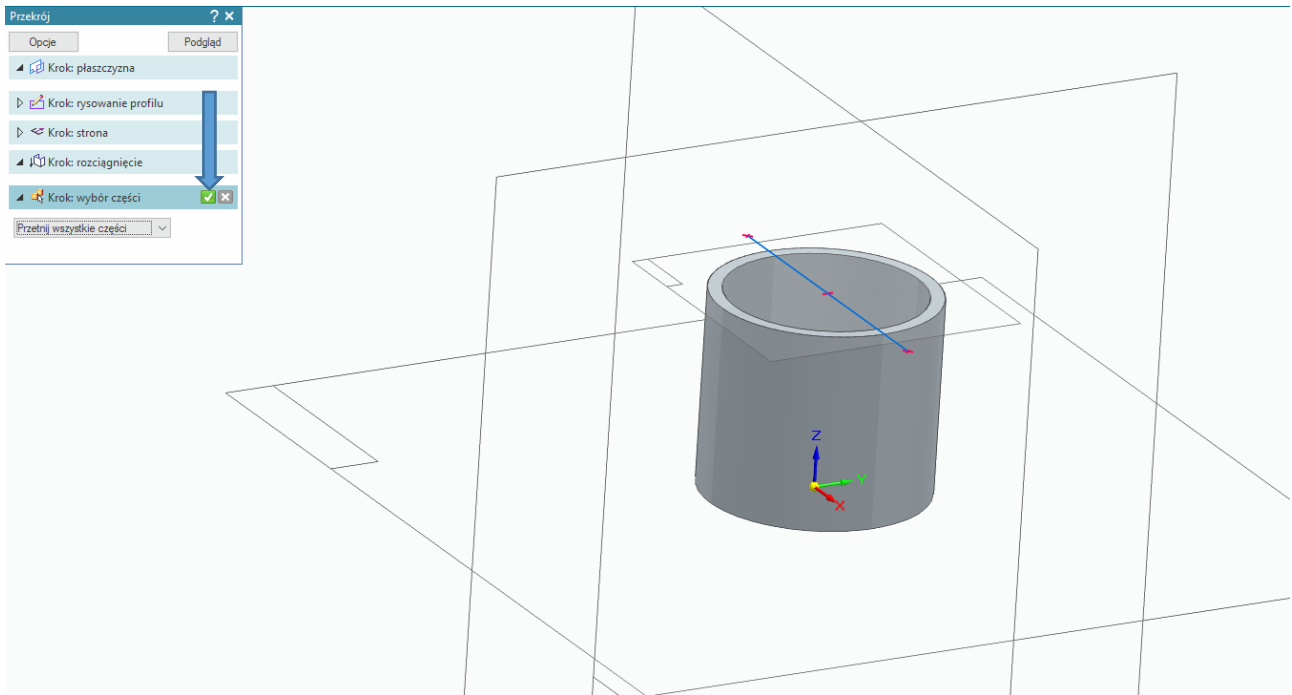 Przekrój ? ×
Opcje Podgląd
Krok: płaszczyzna
Krok: rysowanie profilu
Krok: strona
Krok: rozciągnięcie
Krok: wybór części
Przetnij wszystkie części
Z
Y
X